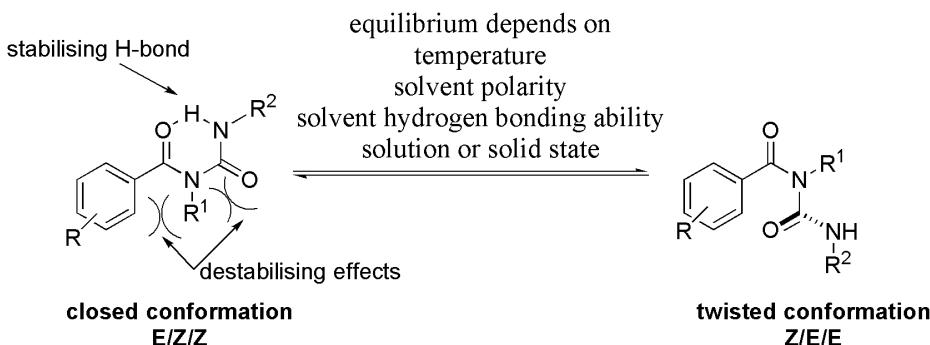 equilibrium depends on
temperature
solvent polarity
solvent hydrogen bonding ability
solution or solid state
stabilising H-bond
H
R²
O
N
O
N
R¹
R
destabilising effects
closed conformation
E/Z/Z
O
R¹
N
O
NH
R
R²
twisted conformation
Z/E/E